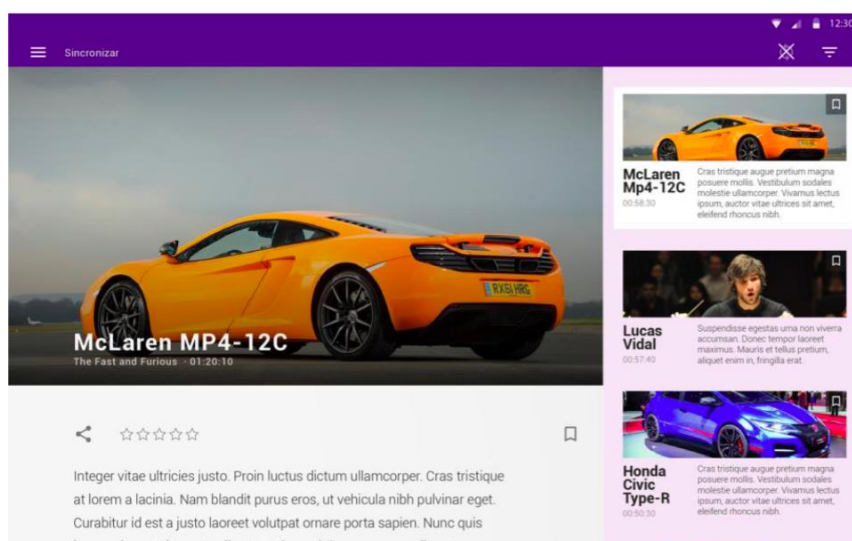 12:30
Sincronizar
RX61 HRG
McLaren MP4-12C
The Fast and Furious · 01:20:10
Integer vitae ultricies justo. Proin luctus dictum ullamcorper. Cras tristique
at lorem a lacinia. Nam blandit purus eros, ut vehicula nibh pulvinar eget.
Curabitur id est a justo laoreet volutpat ornare porta sapien. Nunc quis
McLaren
Mp4-12C
00:58:30
Cras tristique augue pretium magna
posuere mollis. Vestibulum sodales
molestie ullamcorper. Vivamus lectus
ipsum, auctor vitae ultrices sit amet,
eleifend rhoncus nibh.
Lucas
Vidal
00:57:40
Suspendisse egestas urna non viverra
accumsan. Donec tempor laoreet
maximus. Mauris et tellus pretium,
aliquet enim in, fringilla erat.
Honda
Civic
Type-R
00:50:30
Cras tristique augue pretium magna
posuere mollis. Vestibulum sodales
molestie ullamcorper. Vivamus lectus
ipsum, auctor vitae ultrices sit amet,
eleifend rhoncus nibh.